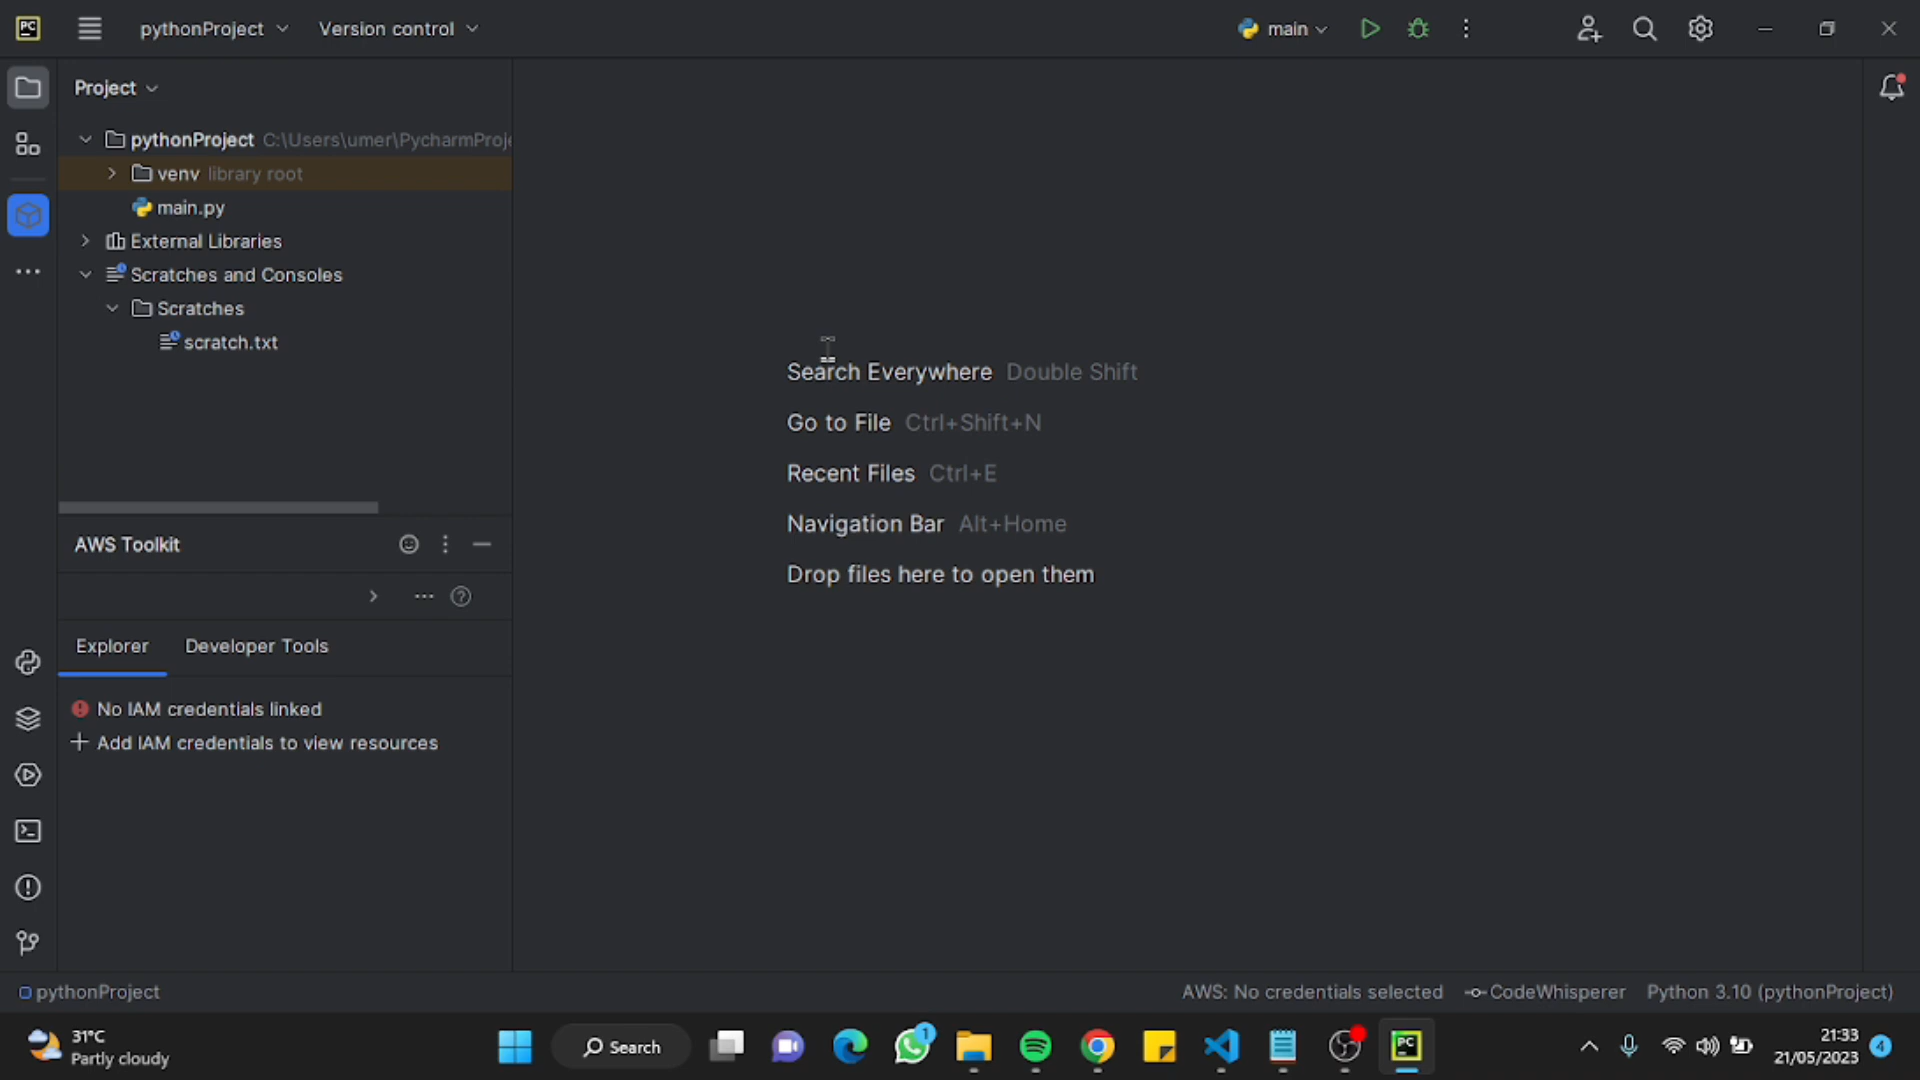 PC pythonProject Version control main
Project
pythonProject C:\Users\umer\PycharmProj
venv library root
main.py
External Libraries
Scratches and Consoles
Scratches
scratch.txt
Search Everywhere Double Shift
Go to File Ctrl+Shift+N
Recent Files Ctrl+E
Navigation Bar Alt+Home
Drop files here to open them
AWS Toolkit
Explorer Developer Tools
No IAM credentials linked
Add IAM credentials to view resources
pythonProject AWS: No credentials selected CodeWhisperer Python 3.10 (pythonProject)
31°C
Partly cloudy
Search
1
PC
21:33
21/05/2023
4